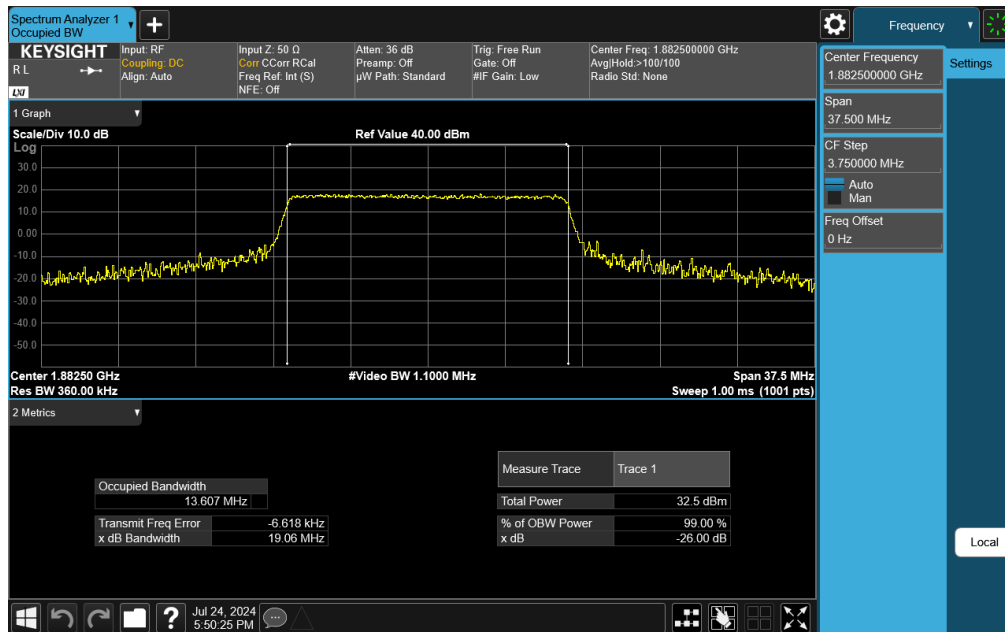 Spectrum Analyzer 1
Occupied BW
Frequency
KEYSIGHT
R L
LXI
Input: RF
Coupling: DC
Align: Auto
Input Z: 50 Ω
Corr CCorr RCal
Freq Ref: Int (S)
NFE: Off
Atten: 36 dB
Preamp: Off
µW Path: Standard
Trig: Free Run
Gate: Off
#IF Gain: Low
Center Freq: 1.882500000 GHz
Avg|Hold:>100/100
Radio Std: None
Center Frequency
1.882500000 GHz
Settings
Span
37.500 MHz
CF Step
3.750000 MHz
Auto
Man
Freq Offset
0 Hz
Local
1 Graph
Scale/Div 10.0 dB
Ref Value 40.00 dBm
Log
30.0
20.0
10.0
0.00
-10.0
-20.0
-30.0
-40.0
-50.0
Center 1.88250 GHz
#Video BW 1.1000 MHz
Span 37.5 MHz
Res BW 360.00 kHz
Sweep 1.00 ms (1001 pts)
2 Metrics
Occupied Bandwidth
13.607 MHz
Transmit Freq Error -6.618 kHz
x dB Bandwidth 19.06 MHz
Measure Trace Trace 1
Total Power 32.5 dBm
% of OBW Power 99.00 %
x dB -26.00 dB
?
Jul 24, 2024
5:50:25 PM